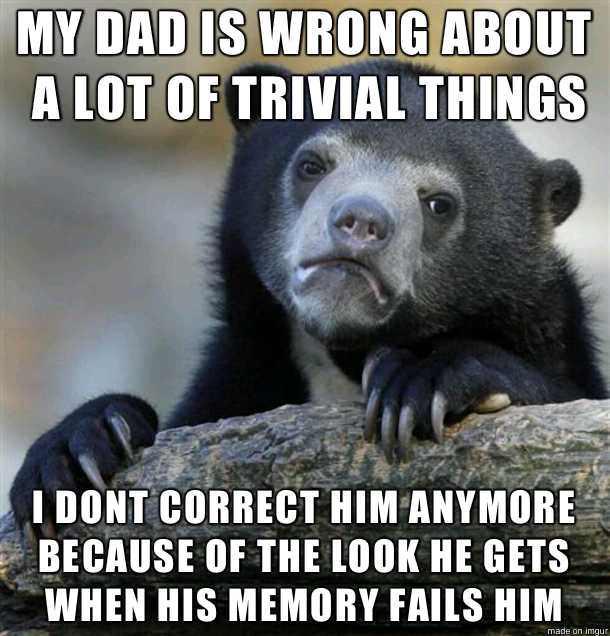 MY DAD IS WRONG ABOUT
A LOT OF TRIVIAL THINGS
I DONT CORRECT HIM ANYMORE
BECAUSE OF THE LOOK HE GETS
WHEN HIS MEMORY FAILS HIM
made on imgur